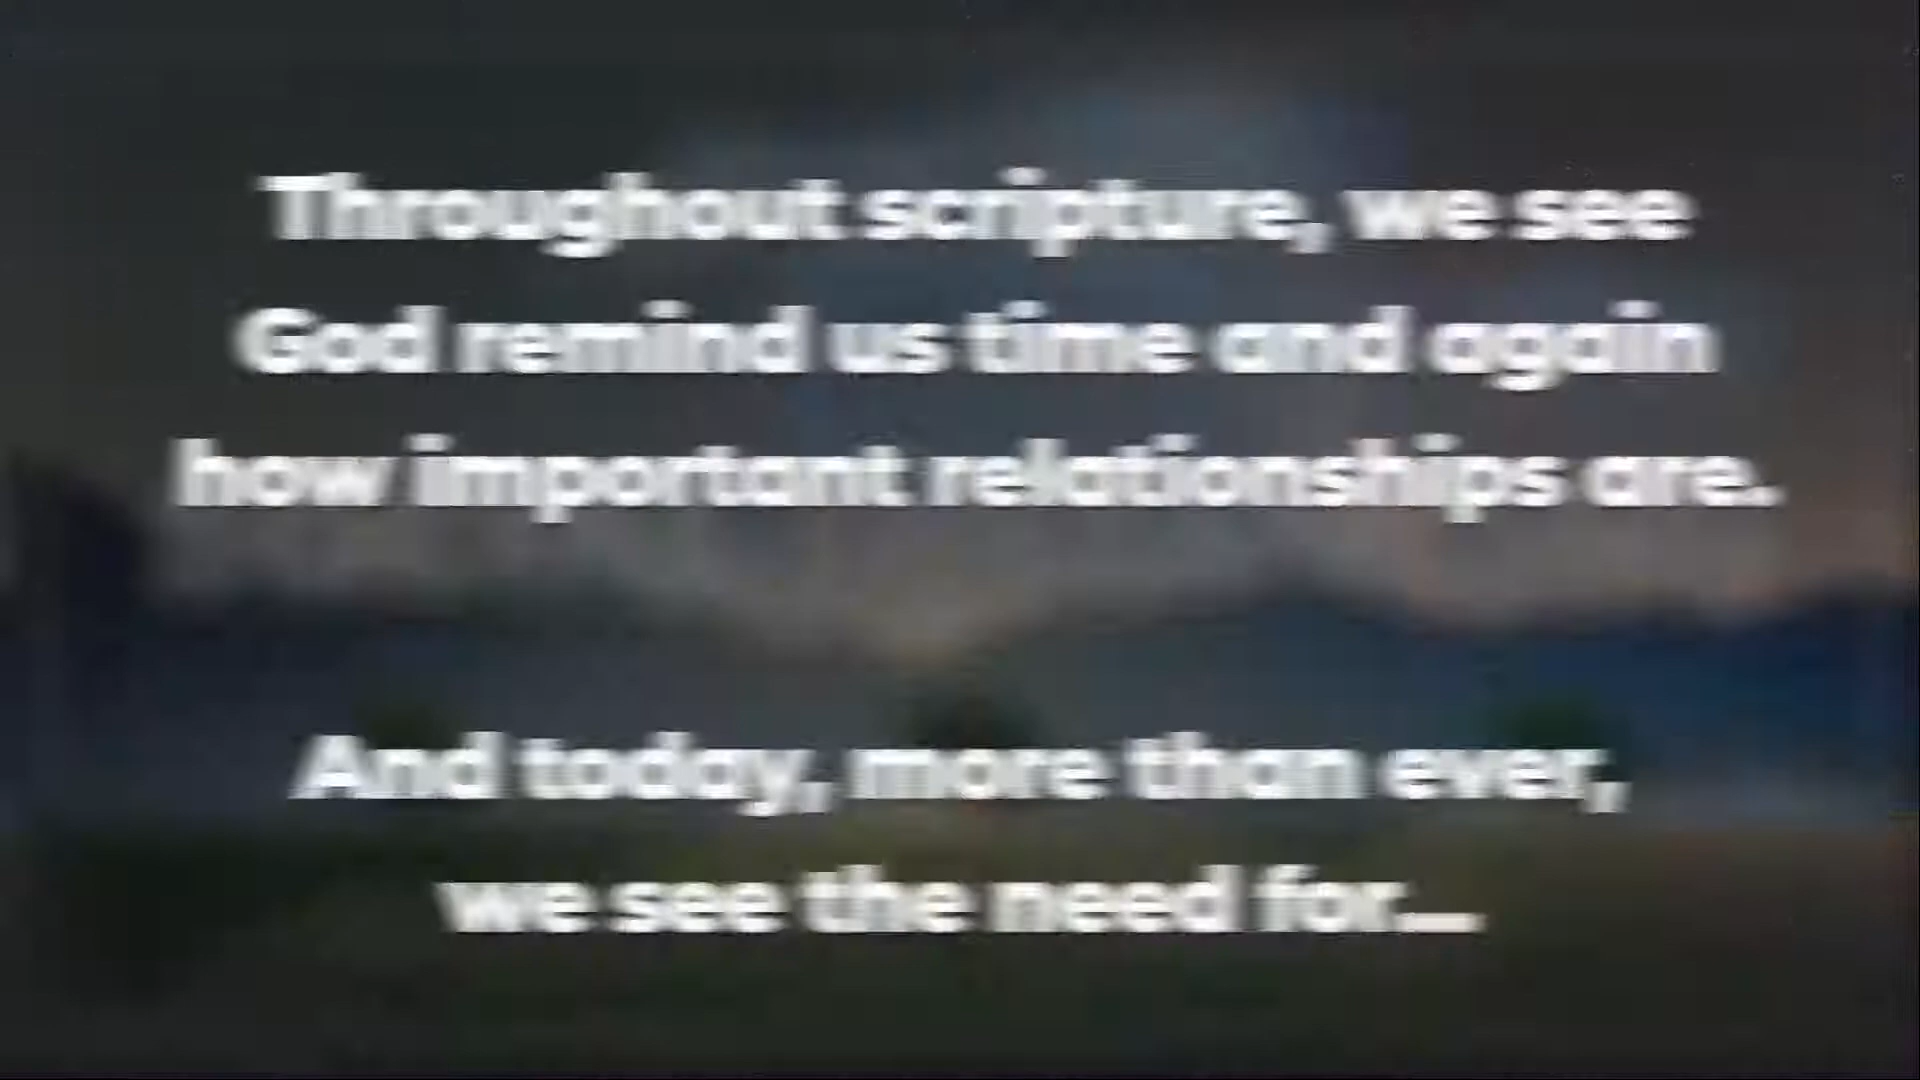 Throughout scripture, we see
God remind us time and again
how important relationships are.
And today, more than ever,
we see the need for...